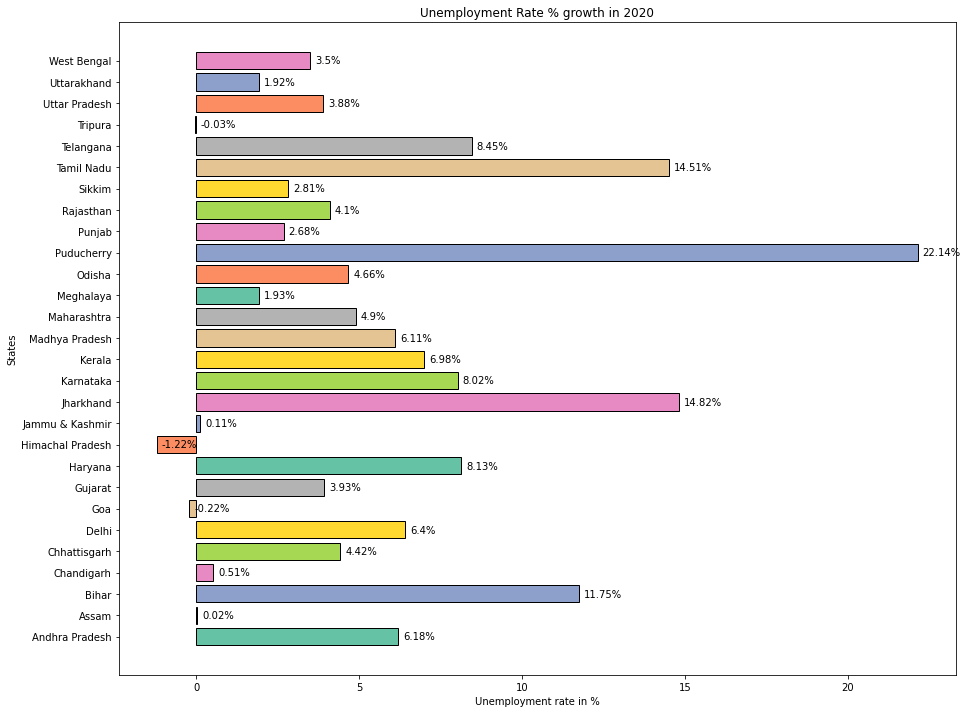 Unemployment Rate % growth in 2020
States
West Bengal 3.5%
Uttarakhand 1.92%
Uttar Pradesh 3.88%
Tripura -0.03%
Telangana 8.45%
Tamil Nadu 14.51%
Sikkim 2.81%
Rajasthan 4.1%
Punjab 2.68%
Puducherry 22.14%
Odisha 4.66%
Meghalaya 1.93%
Maharashtra 4.9%
Madhya Pradesh 6.11%
Kerala 6.98%
Karnataka 8.02%
Jharkhand 14.82%
Jammu & Kashmir 0.11%
Himachal Pradesh -1.22%
Haryana 8.13%
Gujarat 3.93%
Goa -0.22%
Delhi 6.4%
Chhattisgarh 4.42%
Chandigarh 0.51%
Bihar 11.75%
Assam 0.02%
Andhra Pradesh 6.18%
0 5 10 15 20
Unemployment rate in %